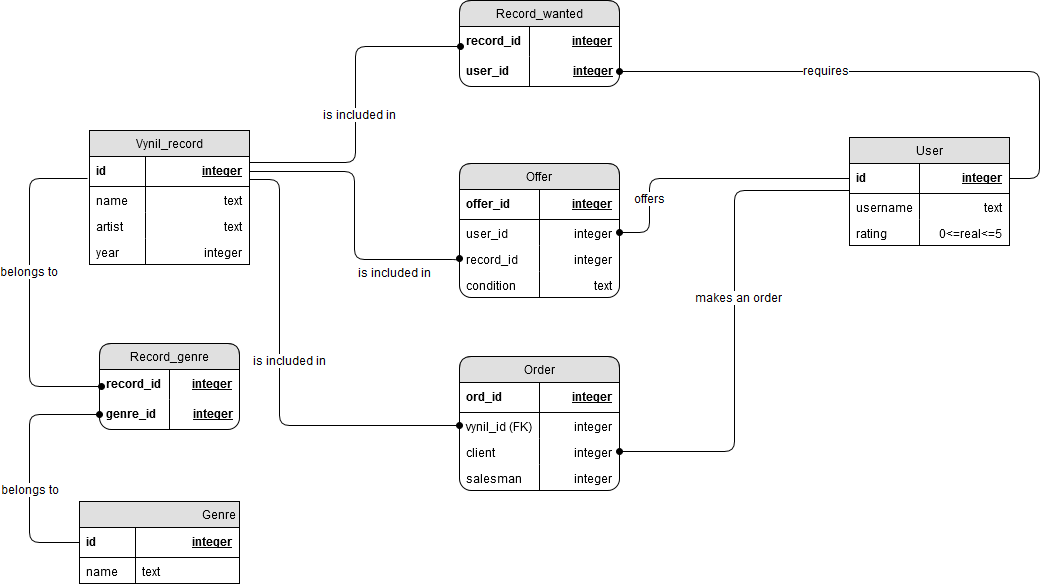 Record_wanted
record_id integer
user_id integer
requires
is included in
Vynil_record
id integer
name text
artist text
year integer
Offer
offer_id integer
user_id integer
record_id integer
condition text
offers
User
id integer
username text
rating 0<=real<=5
belongs to
is included in
makes an order
Record_genre
record_id integer
genre_id integer
is included in
Order
ord_id integer
vynil_id (FK) integer
client integer
salesman integer
belongs to
Genre
id integer
name text